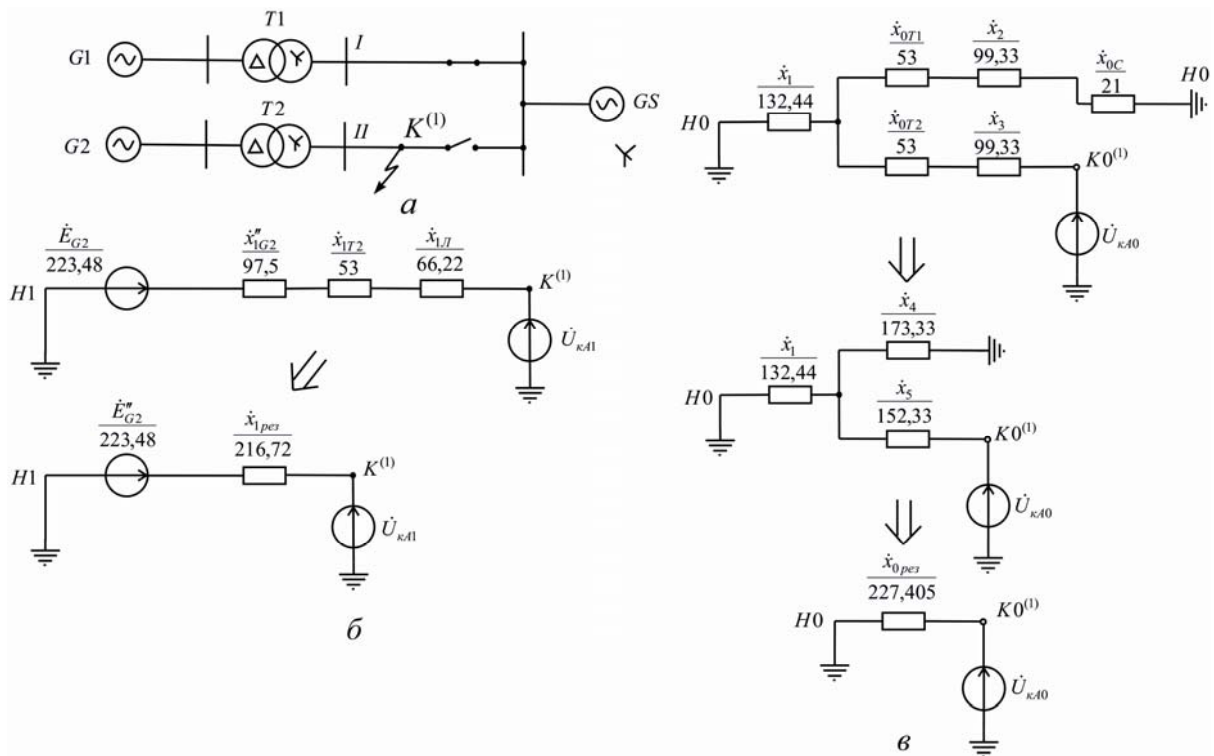 T1
G1
I
GS
T2
G2
II
K⁽¹⁾
а
Ė_G2
223,48
ẋ″_1G2
97,5
ẋ_1T2
53
ẋ_1Л
66,22
H1
K⁽¹⁾
U̇_кA1
Ė″_G2
223,48
ẋ_1рез
216,72
H1
K⁽¹⁾
U̇_кA1
б
ẋ_0T1
53
ẋ_2
99,33
ẋ_0C
21
H0
ẋ_1
132,44
H0
ẋ_0T2
53
ẋ_3
99,33
K0⁽¹⁾
U̇_кA0
ẋ_4
173,33
ẋ_1
132,44
H0
ẋ_5
152,33
K0⁽¹⁾
U̇_кA0
ẋ_0рез
227,405
H0
K0⁽¹⁾
U̇_кA0
в